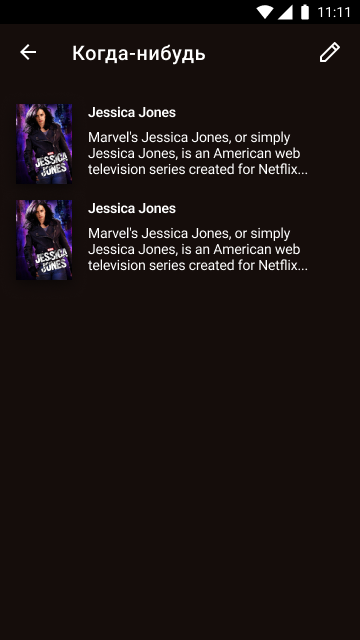 11:11
Когда-нибудь
Jessica Jones
Marvel's Jessica Jones, or simply
Jessica Jones, is an American web
television series created for Netflix...
JESSICA
JONES
Jessica Jones
Marvel's Jessica Jones, or simply
Jessica Jones, is an American web
television series created for Netflix...
JESSICA
JONES